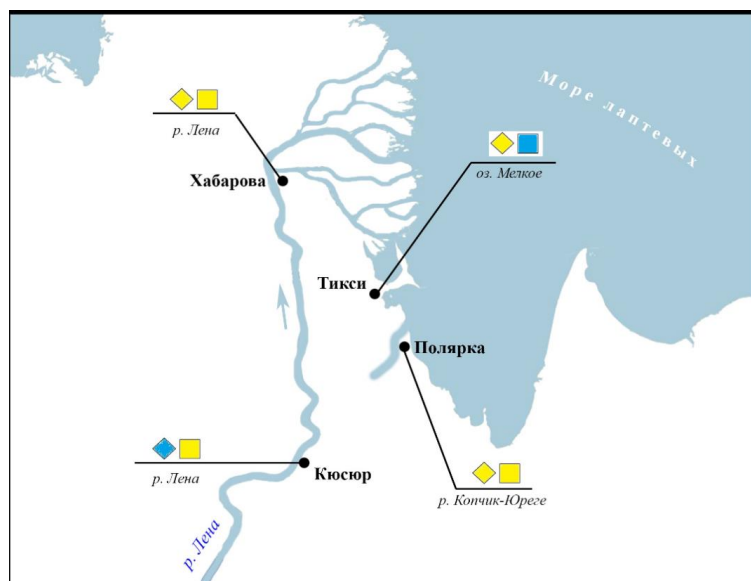 Море лаптевых
р. Лена
оз. Мелкое
Хабарова
Тикси
Полярка
р. Лена
Кюсюр
р. Копчик-Юреге
р. Лена